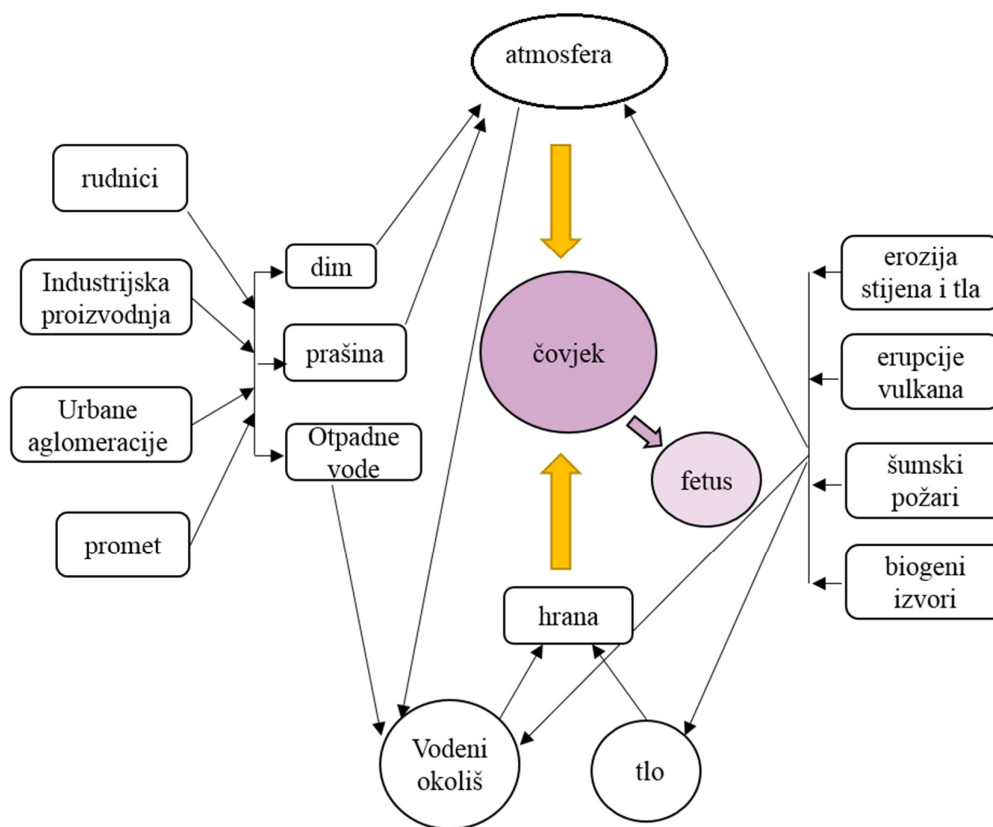 atmosfera
rudnici
Industrijska
proizvodnja
Urbane
aglomeracije
promet
dim
prašina
Otpadne
vode
čovjek
fetus
hrana
Vodeni
okoliš
tlo
erozija
stijena i tla
erupcije
vulkana
šumski
požari
biogeni
izvori